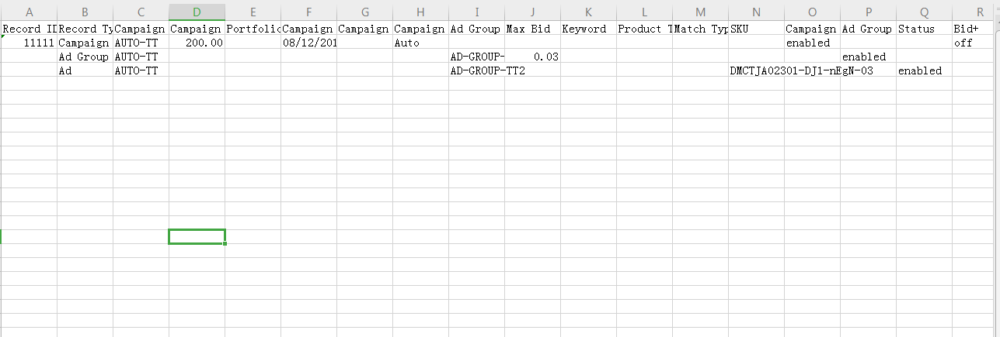 A B C D E F G H I J K L M N O P Q R
Record ID Record Ty Campaign Campaign Portfolio Campaign Campaign Campaign Ad Group Max Bid Keyword Product T Match Typ SKU Campaign Ad Group Status Bid+
11111 Campaign AUTO-TT 200.00 08/12/201 Auto enabled off
Ad Group AUTO-TT AD-GROUP- 0.03 enabled
Ad AUTO-TT AD-GROUP-TT2 DMCTJA02301-DJ1-nEgN-03 enabled